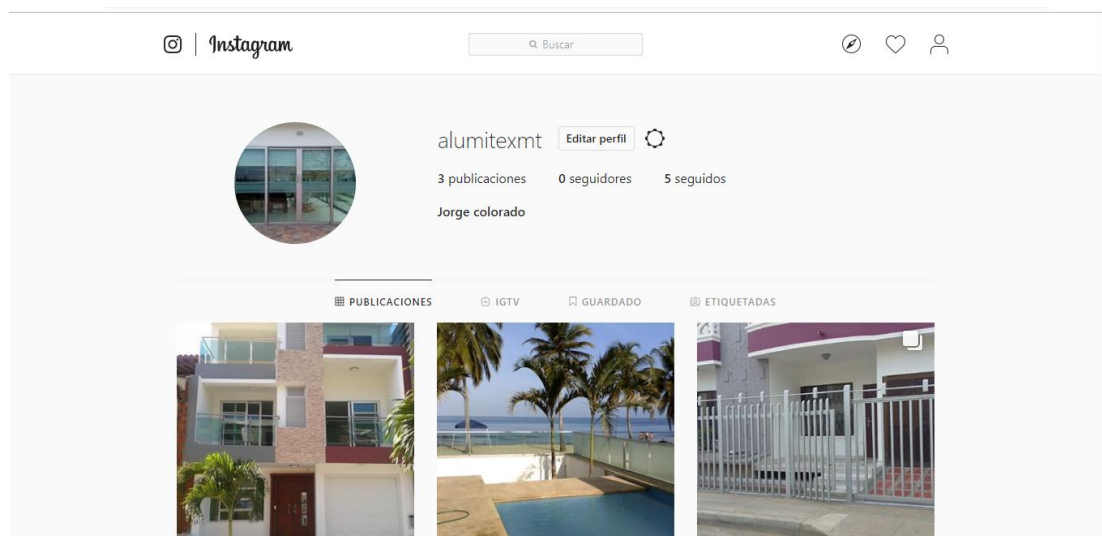 Instagram
Buscar
alumitexmt Editar perfil
3 publicaciones 0 seguidores 5 seguidos
Jorge colorado
PUBLICACIONES IGTV GUARDADO ETIQUETADAS